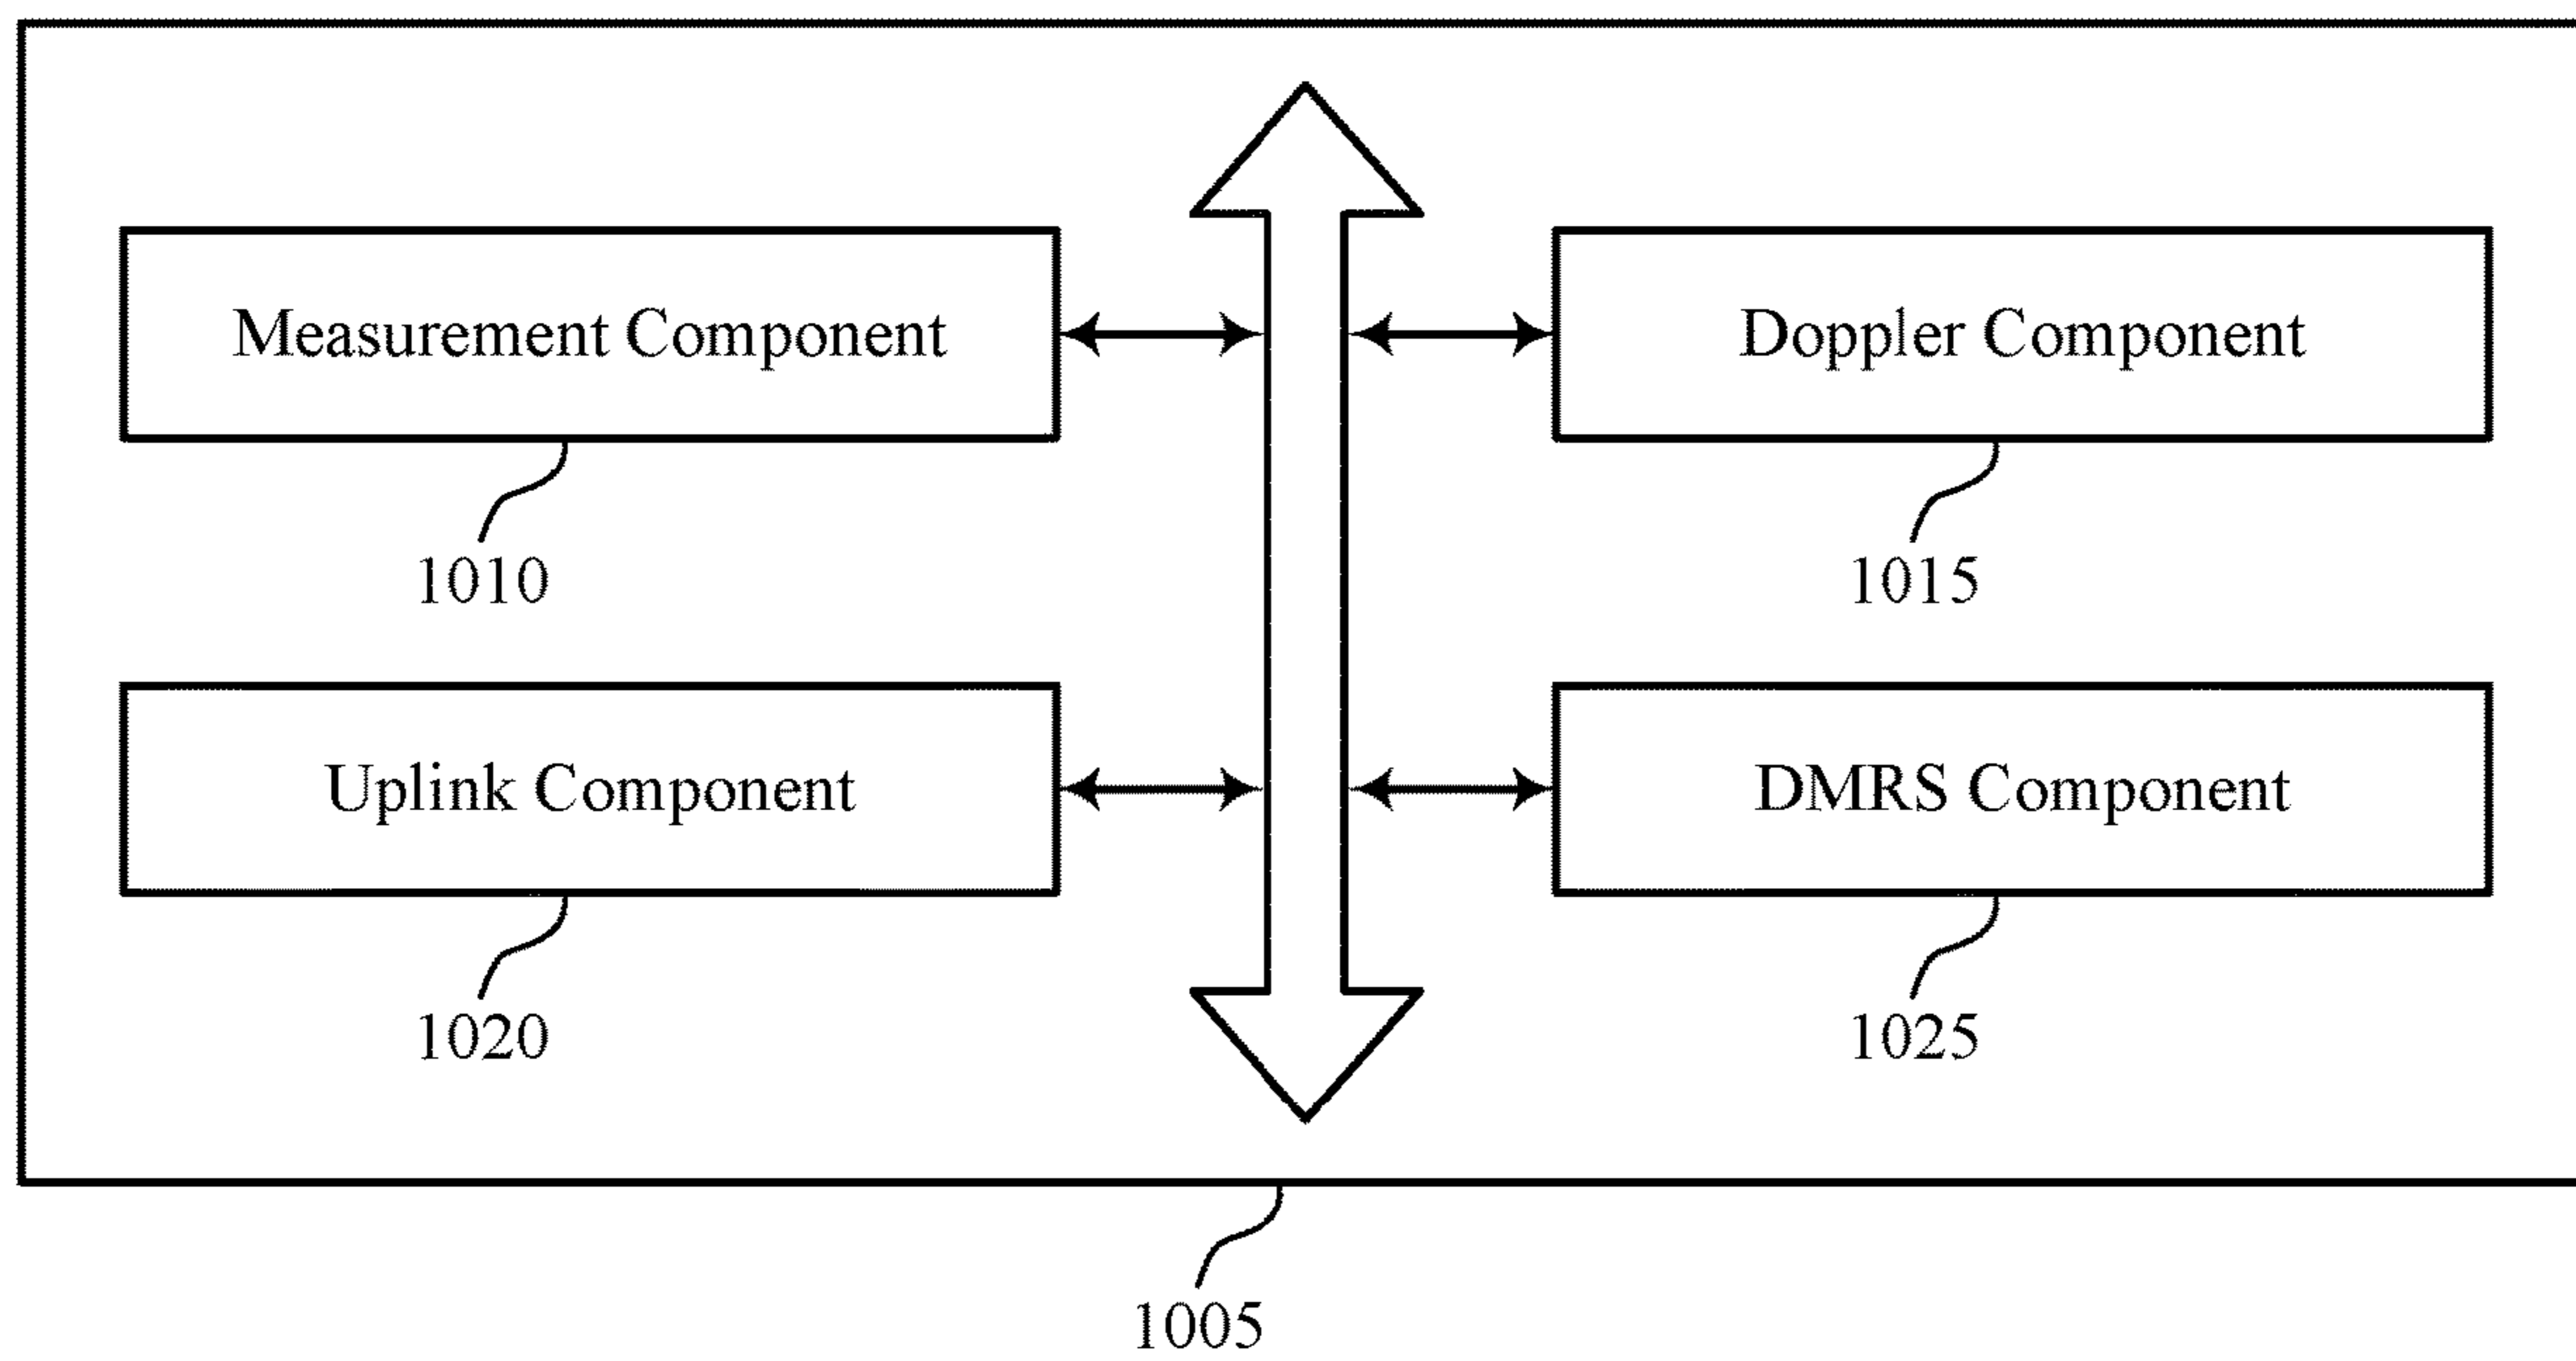 Measurement Component
Doppler Component
1010
1015
Uplink Component
DMRS Component
1020
1025
1005